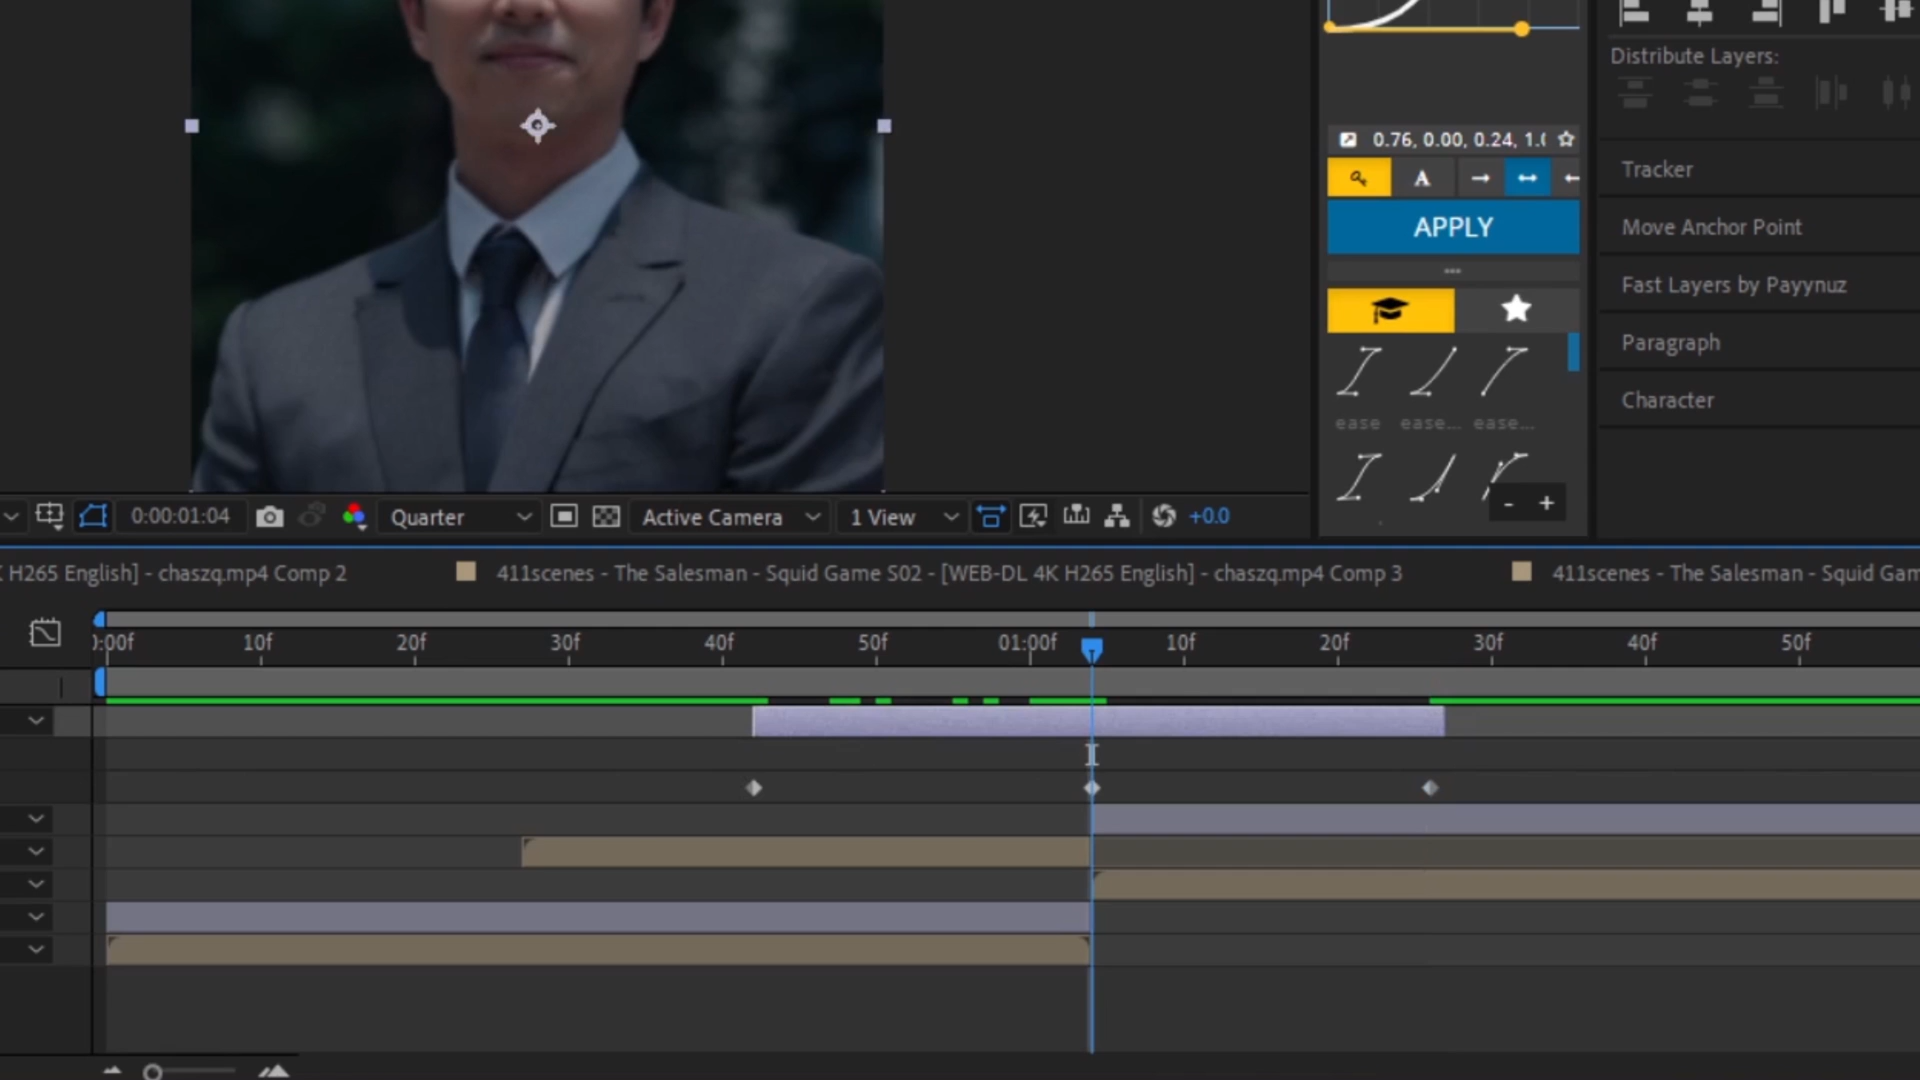 Distribute Layers:
0.76, 0.00, 0.24, 1.0
A
APPLY
...
ease
ease...
ease...
- +
Tracker
Move Anchor Point
Fast Layers by Payynuz
Paragraph
Character
0:00:01:04
Quarter
Active Camera
1 View
+0.0
K H265 English] - chaszq.mp4 Comp 2
411scenes - The Salesman - Squid Game S02 - [WEB-DL 4K H265 English] - chaszq.mp4 Comp 3
411scenes - The Salesman - Squid Gam
0:00f 10f 20f 30f 40f 50f 01:00f 10f 20f 30f 40f 50f